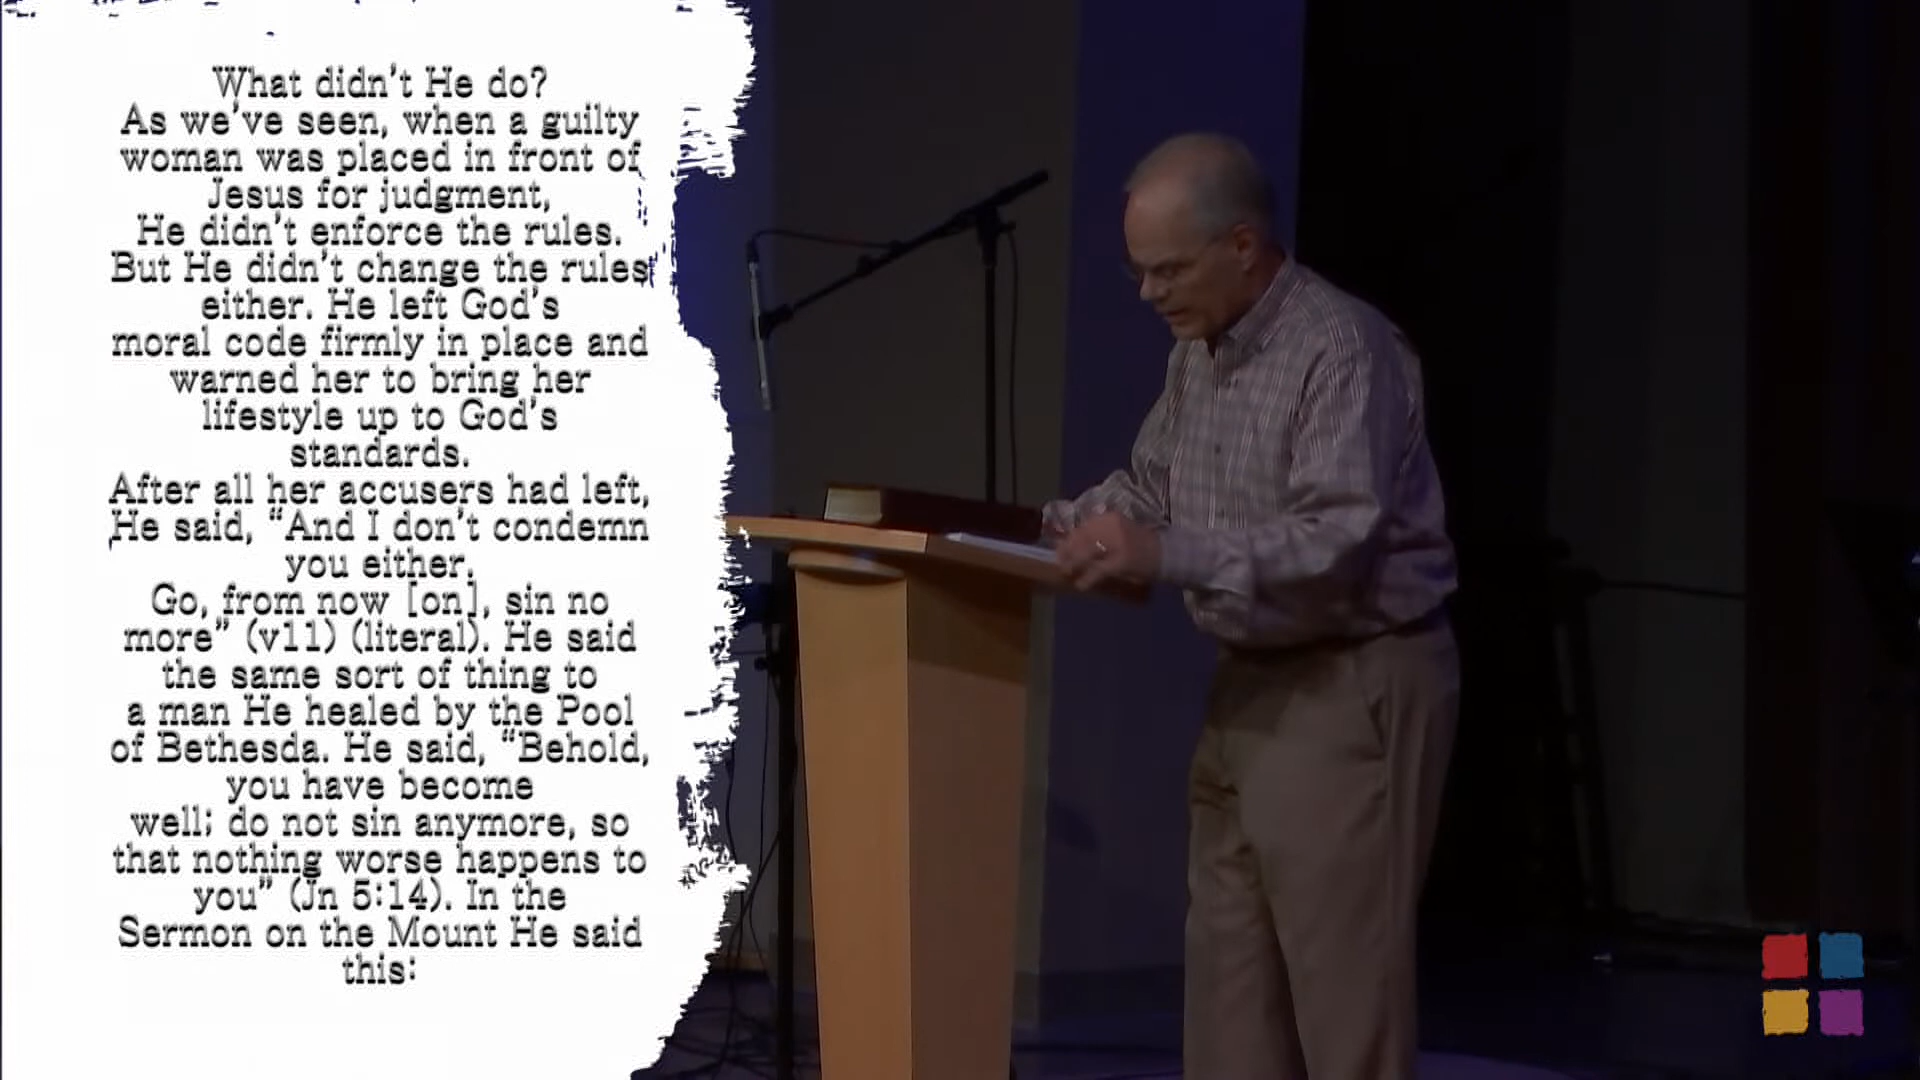 What didn't He do?
As we've seen, when a guilty
woman was placed in front of
Jesus for judgment,
He didn't enforce the rules.
But He didn't change the rules
either. He left God's
moral code firmly in place and
warned her to bring her
lifestyle up to God's
standards.
After all her accusers had left,
He said, “And I don't condemn
you either.
Go, from now [on], sin no
more” (v11) (literal). He said
the same sort of thing to
a man He healed by the Pool
of Bethesda. He said, “Behold,
you have become
well; do not sin anymore, so
that nothing worse happens to
you” (Jn 5:14). In the
Sermon on the Mount He said
this: